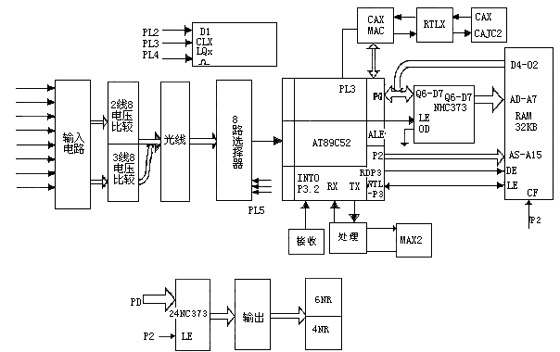 PL2
PL3
PL4
D1
CLX
LQx
CAX
MAC
RTLX
CAX
CAJC2
输入
电路
2线8
电压
比较
3线8
电压
比较
光线
8
路
选
择
器
PL5
PL3
PG
AT89C52
ALE
P2
INTO
P3.2
RX
TX
RDP3
WTL
-P3
Q6-D7
Q6-D7
NHC373
LE
OD
D4-02
AD-A7
RAM
32KB
AS-A15
DE
LE
CF
P2
接收
处理
MAX2
PD
24NC373
P2
LE
输出
6NR
4NR